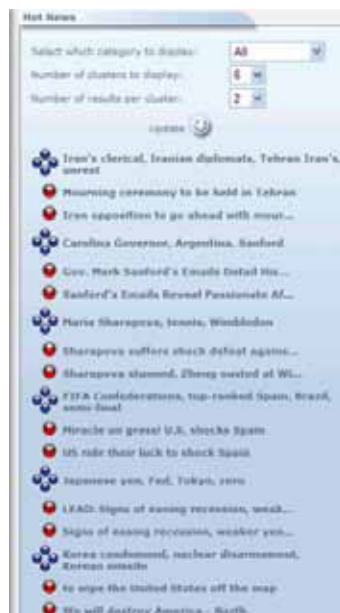 Hot News
Select which category to display: All
Number of clusters to display: 6
Number of results per cluster: 2
Update
Iran's clerical, Iranian diplomats, Tehran Iran's,
unrest
Mourning ceremony to be held in Tehran
Iran opposition to go ahead with mour...
Carolina Governor, Argentina, Sanford
Gov. Mark Sanford's Emails Detail His...
Sanford's Emails Reveal Passionate Af...
Maria Sharapova, tennis, Wimbledon
Sharapova suffers shock defeat agains...
Sharapova stunned, Zheng ousted at Wi...
FIFA Confederations, top-ranked Spain, Brazil,
semi-final
Miracle on grass! U.S. shocks Spain
US ride their luck to shock Spain
Japanese yen, Fed, Tokyo, zero
LEAD: Signs of easing recession, weak...
Signs of easing recession, weaker yen...
Korea condemned, nuclear disarmament,
Korean missile
to wipe the United States off the map
We will destroy America - North